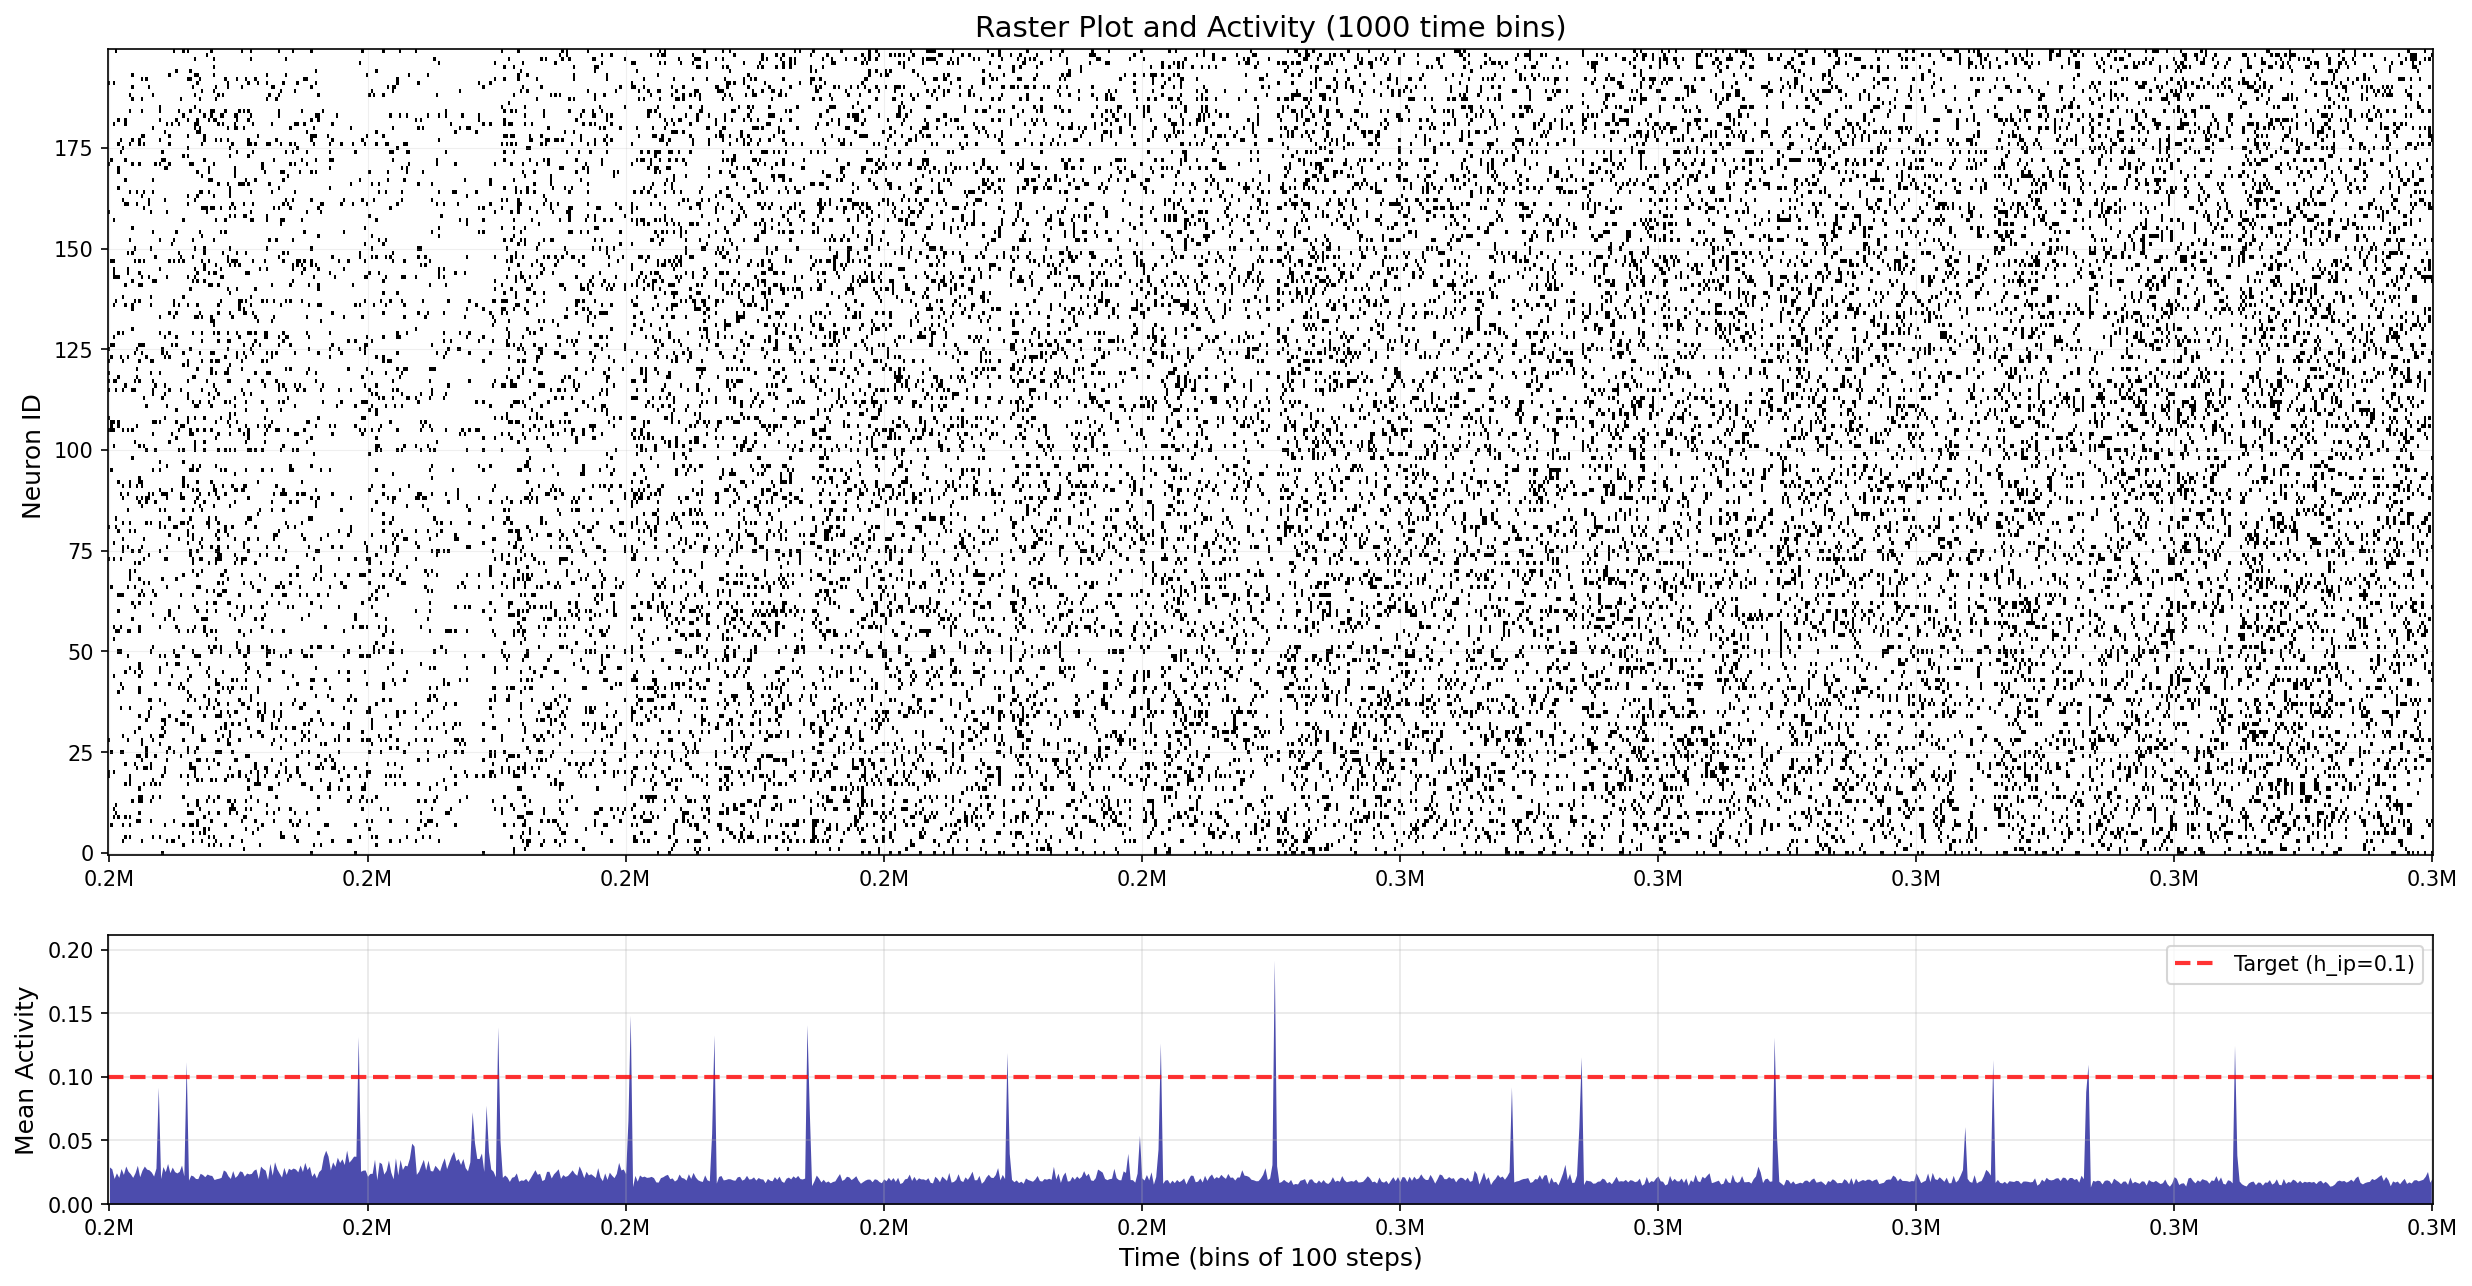 Raster Plot and Activity (1000 time bins)
Neuron ID
175
150
125
100
75
50
25
0
0.2M 0.2M 0.2M 0.2M 0.2M 0.3M 0.3M 0.3M 0.3M 0.3M
Mean Activity
0.20
0.15
0.10
0.05
0.00
Target (h_ip=0.1)
0.2M 0.2M 0.2M 0.2M 0.2M 0.3M 0.3M 0.3M 0.3M 0.3M
Time (bins of 100 steps)